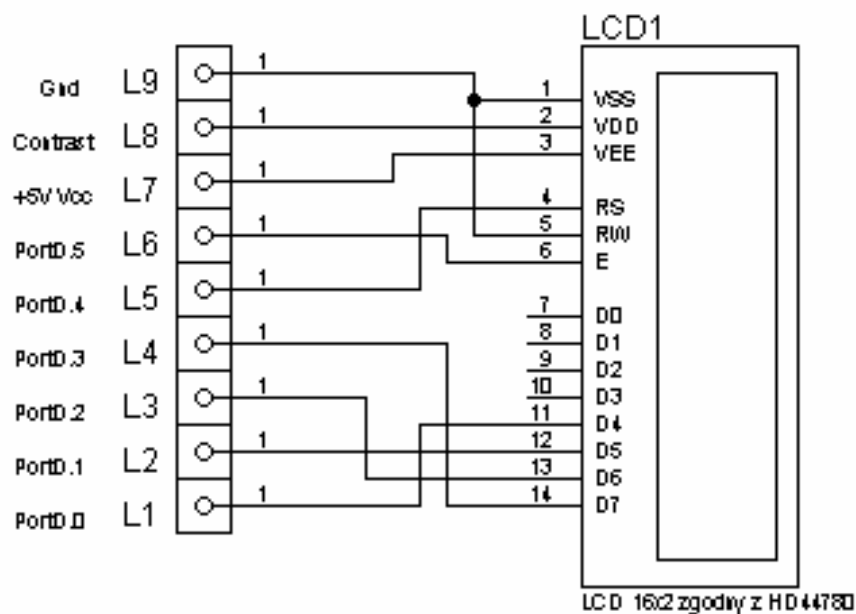 LCD1
Gnd L9 1
Contrast L8 1
+5V Vcc L7 1
PortD.5 L6 1
PortD.4 L5 1
PortD.3 L4 1
PortD.2 L3 1
PortD.1 L2 1
PortD.0 L1 1
1 VSS
2 VDD
3 VEE
4 RS
5 RW
6 E
7 D0
8 D1
9 D2
10 D3
11 D4
12 D5
13 D6
14 D7
LCD 16x2 zgodny z HD44780